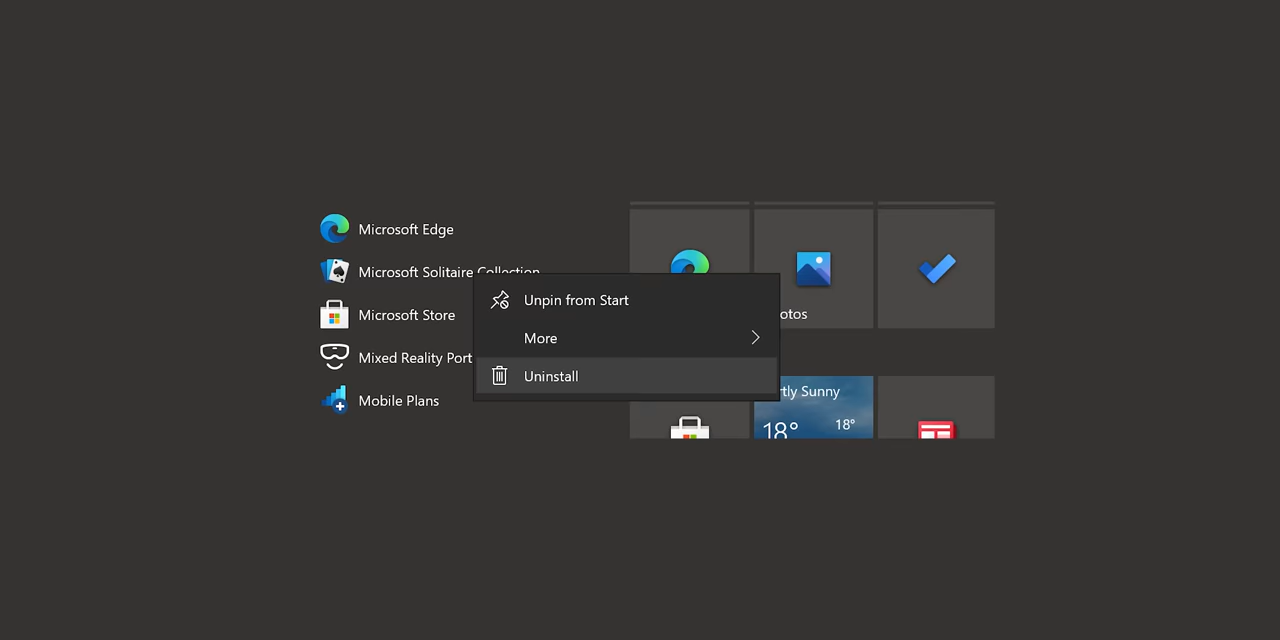 Microsoft Edge
Microsoft Solitaire Collection
Microsoft Store
Mixed Reality Port
Mobile Plans
Unpin from Start
More
Uninstall
otos
tly Sunny
18°
18°